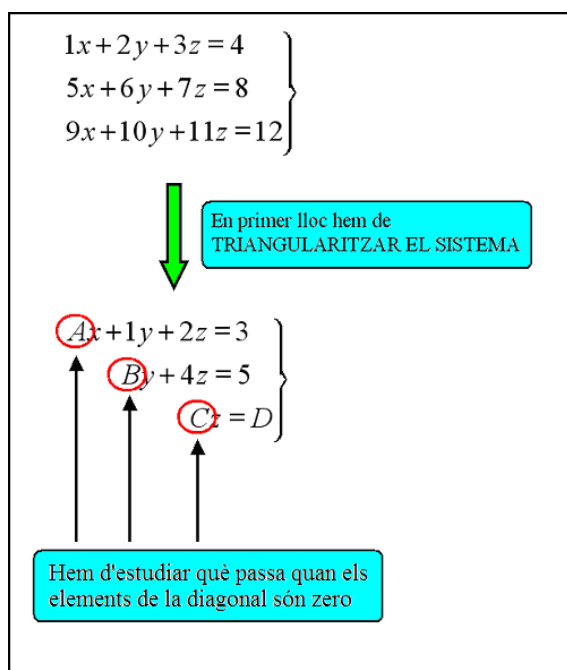 1x+2y+3z=4
5x+6y+7z=8
9x+10y+11z=12
En primer lloc hem de
TRIANGULARITZAR EL SISTEMA
Ax+1y+2z=3
By+4z=5
Cz=D
Hem d'estudiar què passa quan els
elements de la diagonal són zero